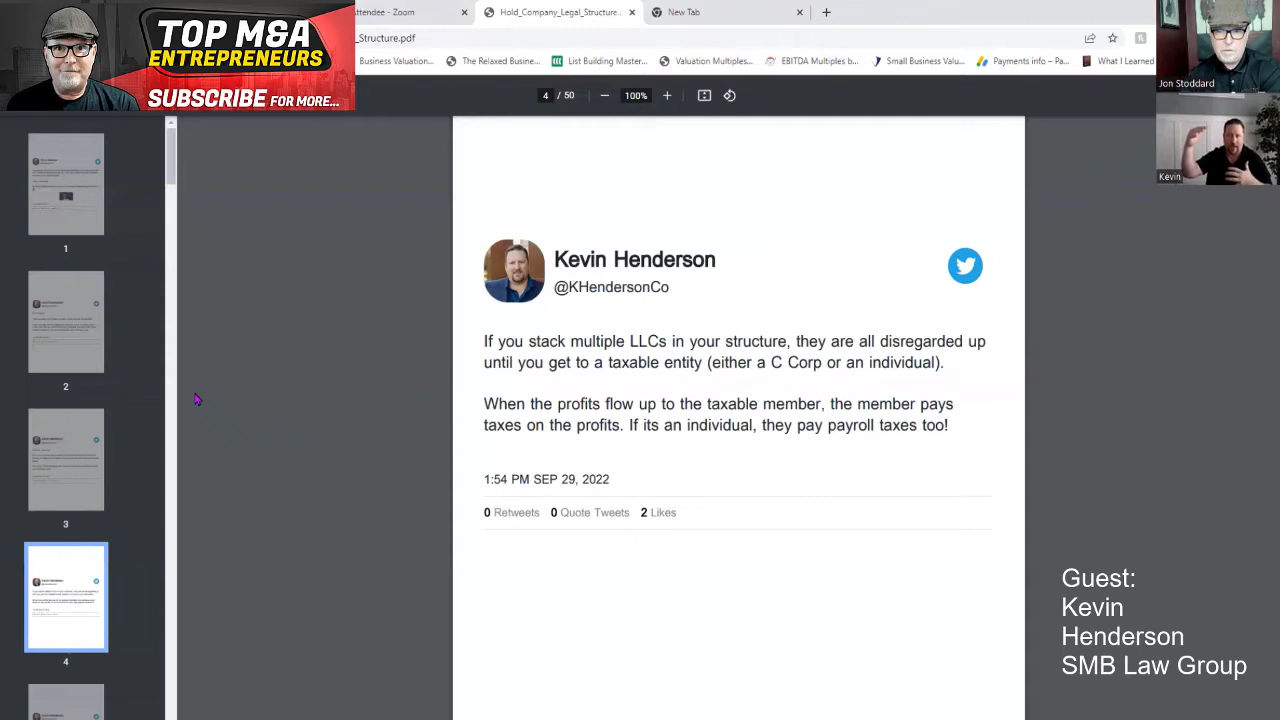 TOP M&A
ENTREPRENEURS
SUBSCRIBE FOR MORE...
ttendee - Zoom
Hold_Company_Legal_Structure...
New Tab
_Structure.pdf
Business Valuation...
The Relaxed Busine...
List Building Master...
Valuation Multiples...
EBITDA Multiples b...
Small Business Valu...
Payments info – Pa...
What I Learned
4 / 50
100%
Jon Stoddard
Kevin
1
2
3
4
Kevin Henderson
@KHendersonCo
If you stack multiple LLCs in your structure, they are all disregarded up
until you get to a taxable entity (either a C Corp or an individual).
When the profits flow up to the taxable member, the member pays
taxes on the profits. If its an individual, they pay payroll taxes too!
1:54 PM SEP 29, 2022
0 Retweets 0 Quote Tweets 2 Likes
Guest:
Kevin
Henderson
SMB Law Group